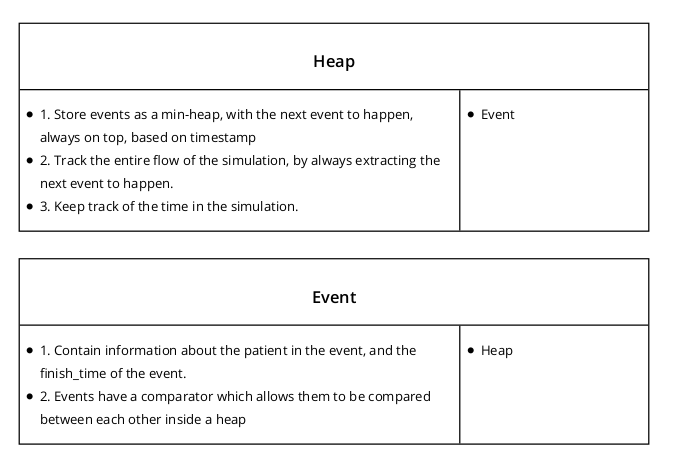 Heap
• 1. Store events as a min-heap, with the next event to happen,
always on top, based on timestamp
• 2. Track the entire flow of the simulation, by always extracting the
next event to happen.
• 3. Keep track of the time in the simulation.
• Event
Event
• 1. Contain information about the patient in the event, and the
finish_time of the event.
• 2. Events have a comparator which allows them to be compared
between each other inside a heap
• Heap